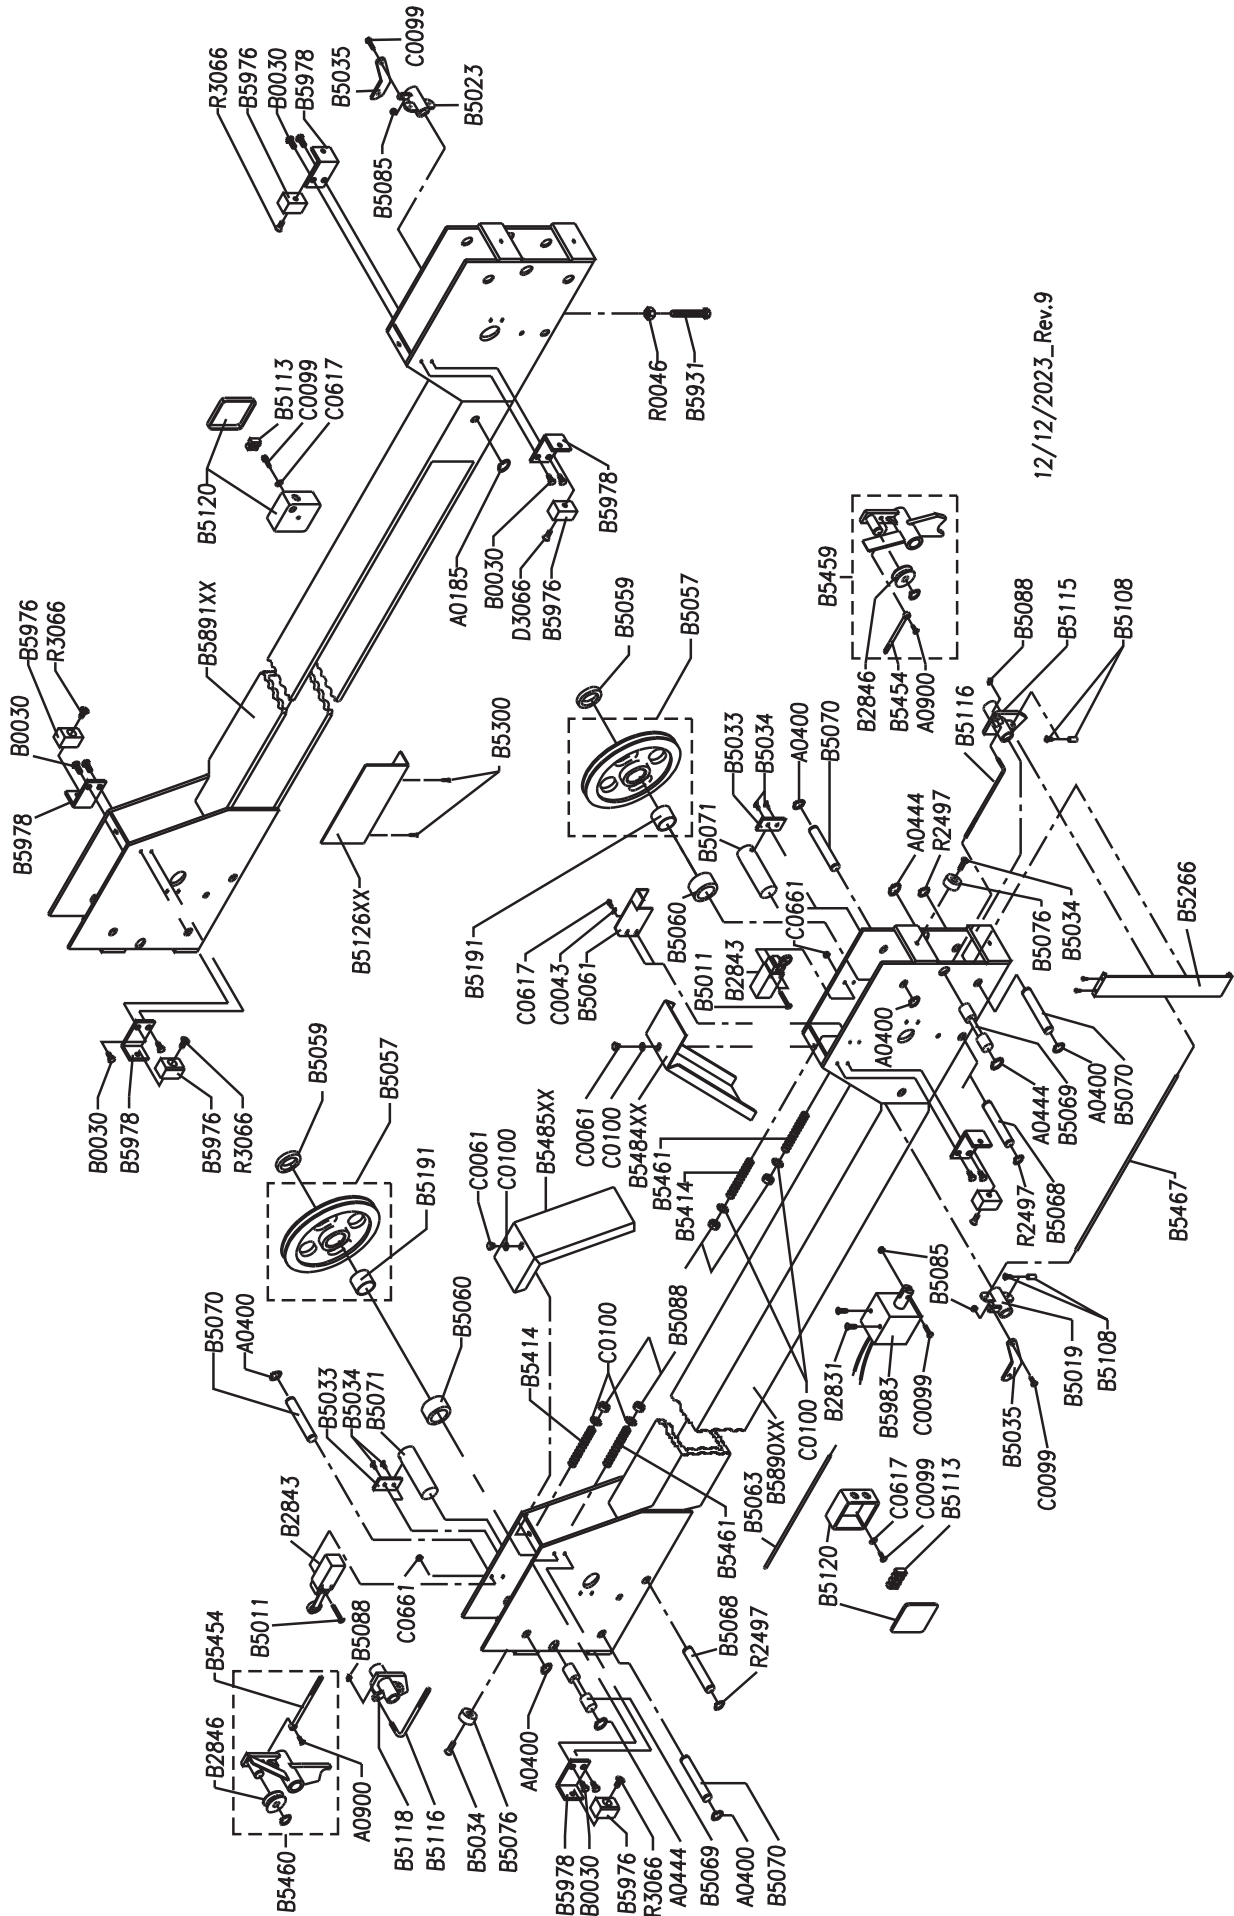 C0099
B5035
B5023
R3066
B5976
B0030
B5978
B5085
R0046
B5931
12/12/2023_Rev.9
B5113
C0099
C0617
B5120
A0185
B0030
D3066
B5976
B5978
B5976
R3066
B0030
B5891XX
B5978
B5300
B5126XX
B0030
B5978
B5976
R3066
B5059
B5057
B5191
B5059
B5057
B5191
C0617
C0043
B5061
B5060
B5071
B5033
B5034
A0400
B5070
B5459
B2846
B5454
A0900
B5088
B5115
B5108
B5116
A0444
R2497
B5076
B5034
B5266
C0661
B2843
B5011
A0400
C0061
C0100
B5484XX
B5461
B5414
C0061
C0100
B5485XX
A0444
B5069
A0400
B5070
R2497
B5068
B5467
B5085
B2831
B5983
C0099
B5019
B5108
B5035
C0099
B5070
A0400
B5033
B5034
B5071
B5060
B5414
C0100
B5088
C0100
B5890XX
B5063
B5461
B5120
C0617
C0099
B5113
B2843
B5011
B5454
B2846
B5460
A0900
B5088
C0661
B5118
B5116
B5034
B5076
A0400
B5068
R2497
B5978
B0030
B5976
R3066
A0444
B5069
A0400
B5070